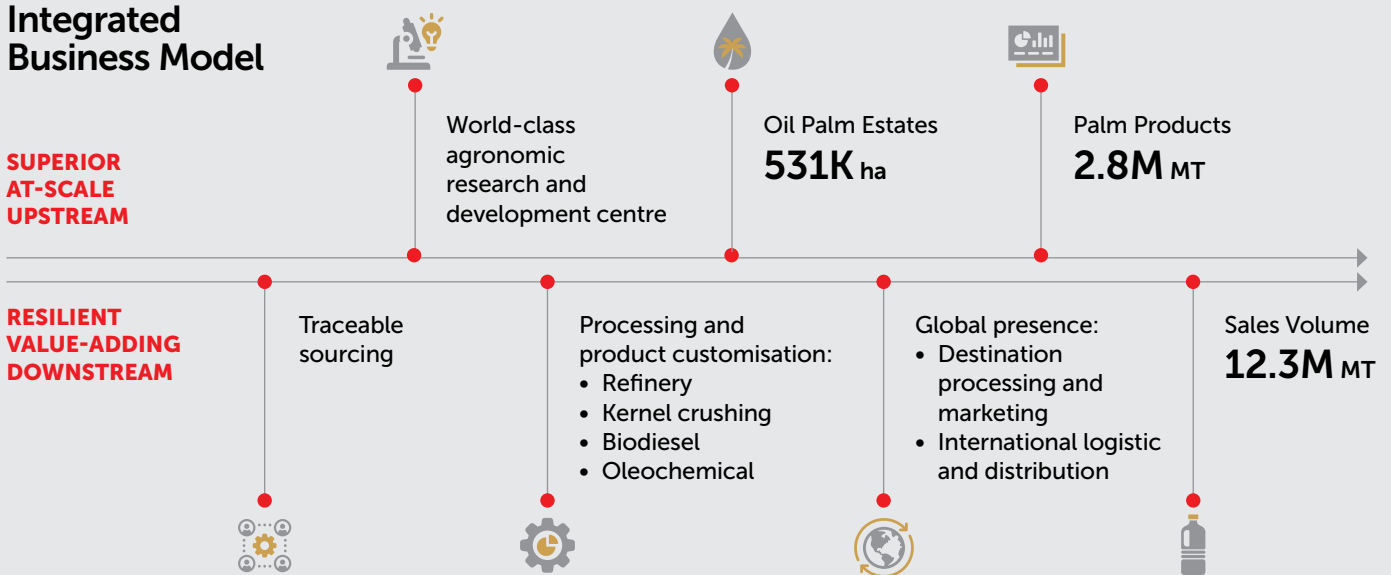 Integrated
Business Model
SUPERIOR
AT-SCALE
UPSTREAM
World-class
agronomic
research and
development centre
Oil Palm Estates
531K ha
Palm Products
2.8M MT
RESILIENT
VALUE-ADDING
DOWNSTREAM
Traceable
sourcing
Processing and
product customisation:
• Refinery
• Kernel crushing
• Biodiesel
• Oleochemical
Global presence:
• Destination
processing and
marketing
• International logistic
and distribution
Sales Volume
12.3M MT